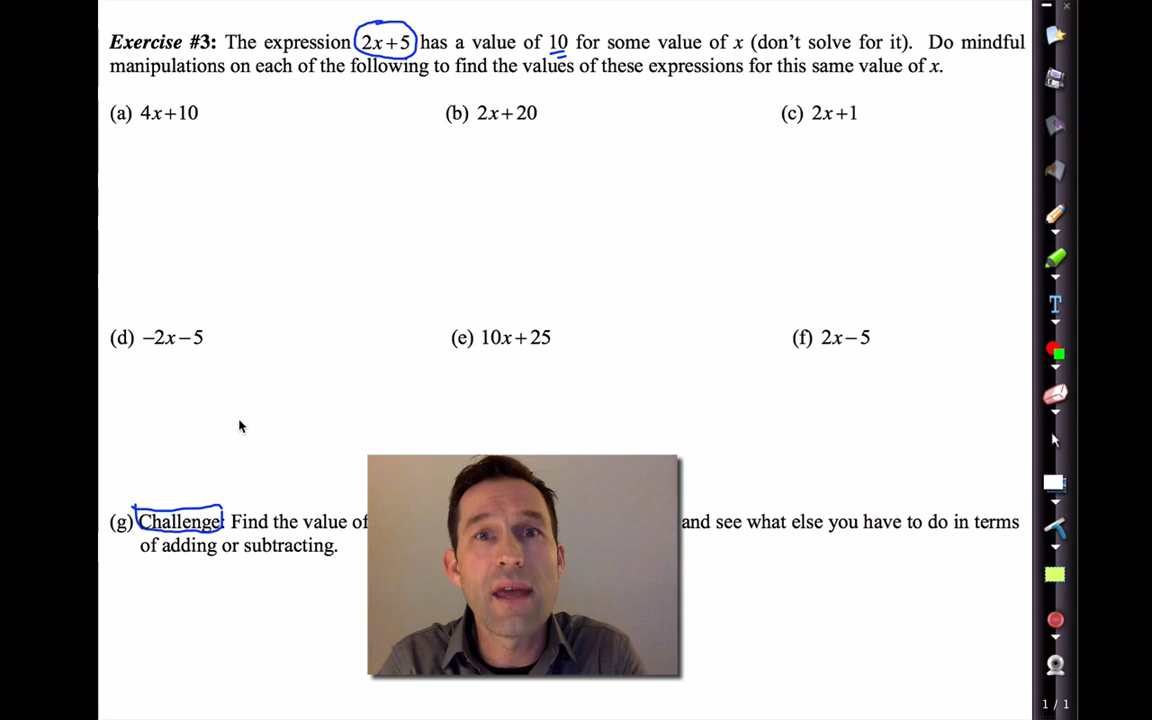 Exercise #3: The expression 2x+5 has a value of 10 for some value of x (don't solve for it). Do mindful
manipulations on each of the following to find the values of these expressions for this same value of x.
(a) 4x+10 (b) 2x+20 (c) 2x+1
(d) −2x−5 (e) 10x+25 (f) 2x−5
(g) Challenge: Find the value of and see what else you have to do in terms
of adding or subtracting.
T
1 / 1